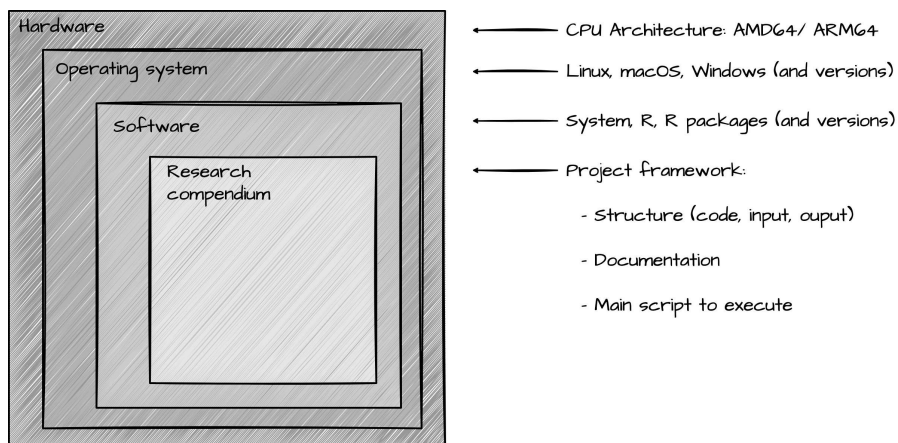 Hardware
CPU Architecture: AMD64/ ARM64
Operating system
Linux, macOS, Windows (and versions)
Software
System, R, R packages (and versions)
Research
compendium
Project framework:
- Structure (code, input, ouput)
- Documentation
- Main script to execute